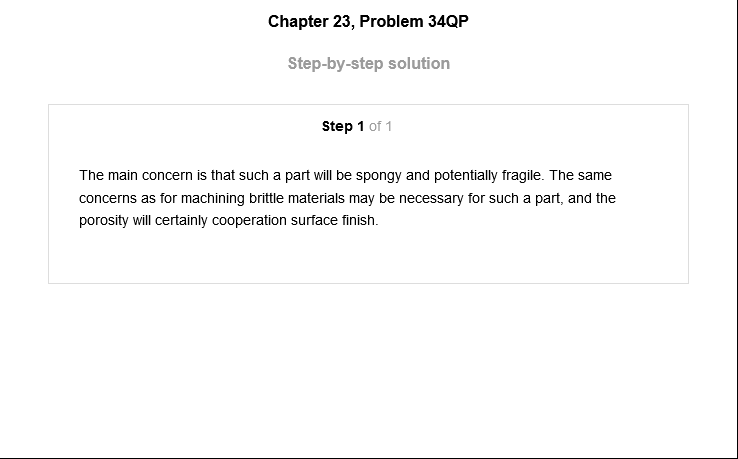 Chapter 23, Problem 34QP
Step-by-step solution
Step 1 of 1
The main concern is that such a part will be spongy and potentially fragile. The same
concerns as for machining brittle materials may be necessary for such a part, and the
porosity will certainly cooperation surface finish.